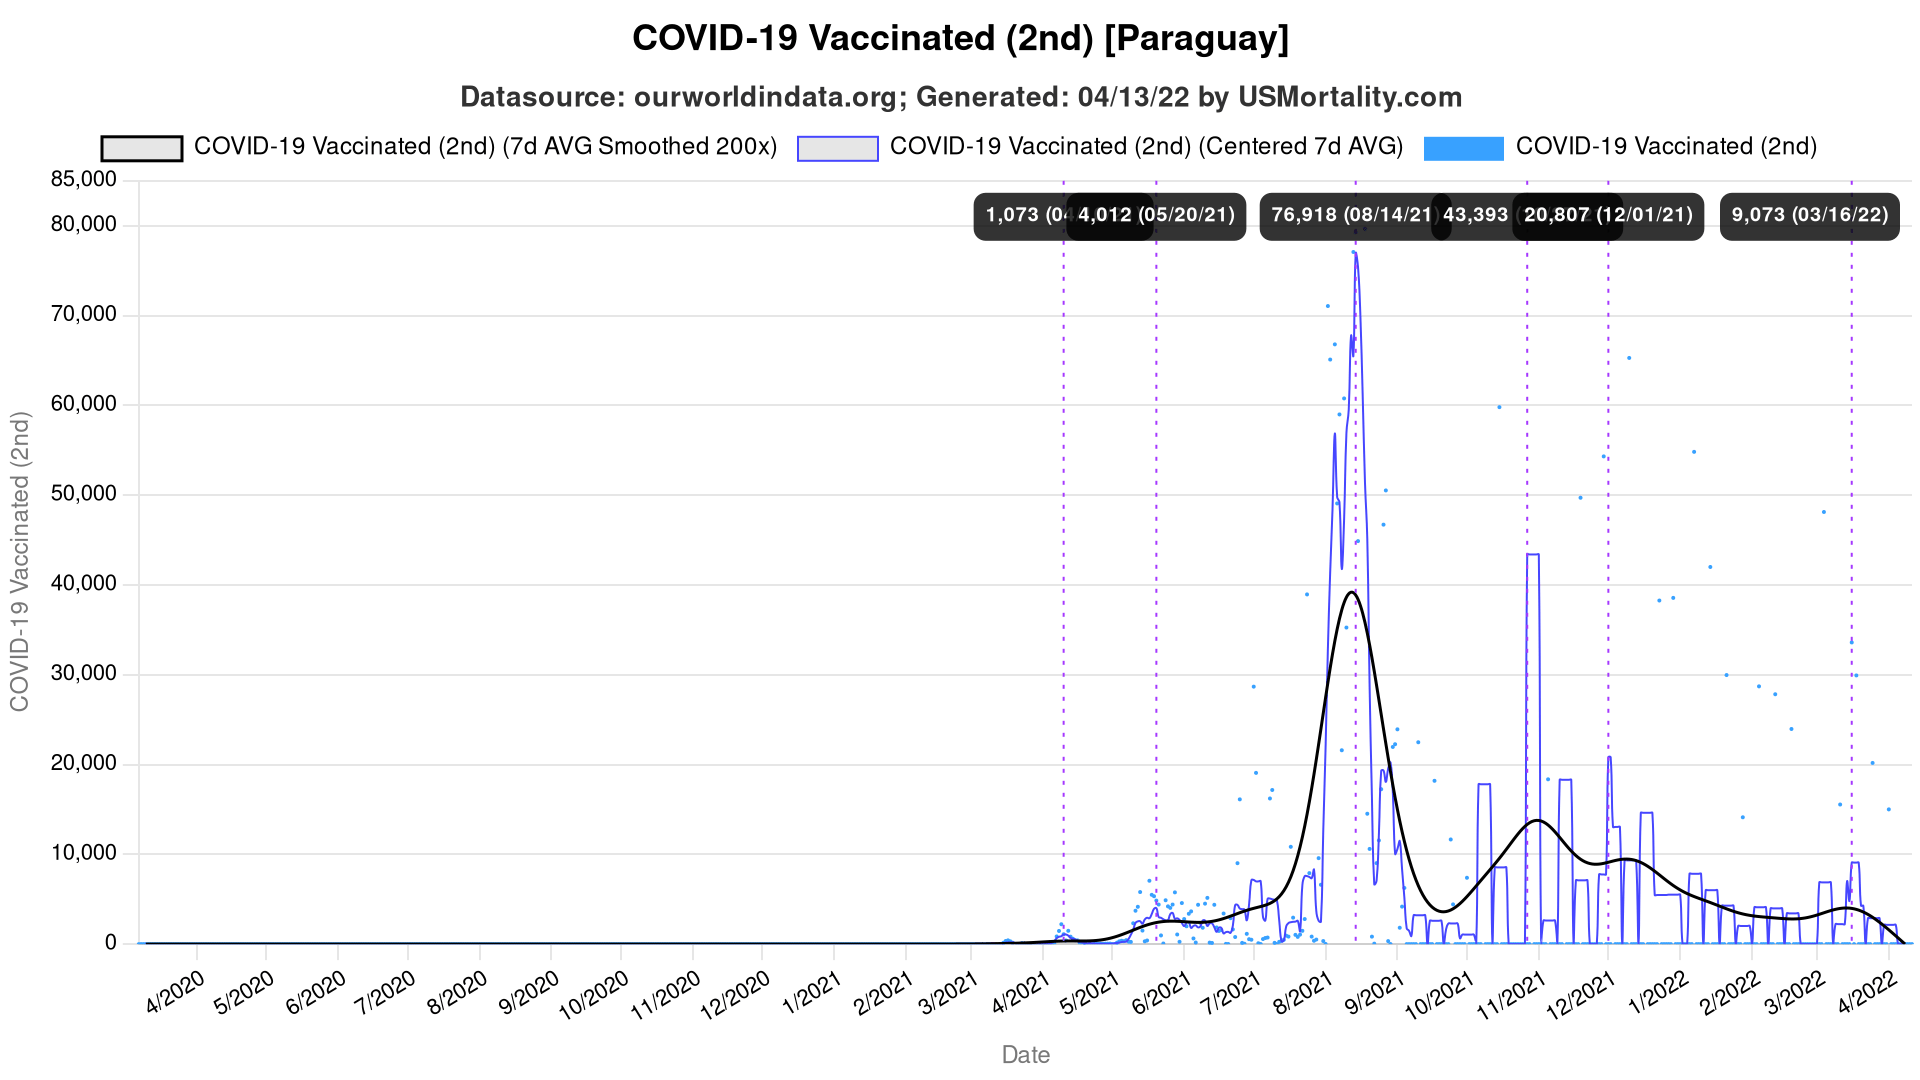 COVID-19 Vaccinated (2nd) [Paraguay]
Datasource: ourworldindata.org; Generated: 04/13/22 by USMortality.com
COVID-19 Vaccinated (2nd) (7d AVG Smoothed 200x) COVID-19 Vaccinated (2nd) (Centered 7d AVG) COVID-19 Vaccinated (2nd)
85,000
1,073 (04 4,012 (05/20/21) 76,918 (08/14/21) 43,393 20,807 (12/01/21) 9,073 (03/16/22)
80,000
70,000
60,000
50,000
40,000
30,000
20,000
10,000
0
COVID-19 Vaccinated (2nd)
4/2020 5/2020 6/2020 7/2020 8/2020 9/2020 10/2020 11/2020 12/2020 1/2021 2/2021 3/2021 4/2021 5/2021 6/2021 7/2021 8/2021 9/2021 10/2021 11/2021 12/2021 1/2022 2/2022 3/2022 4/2022
Date